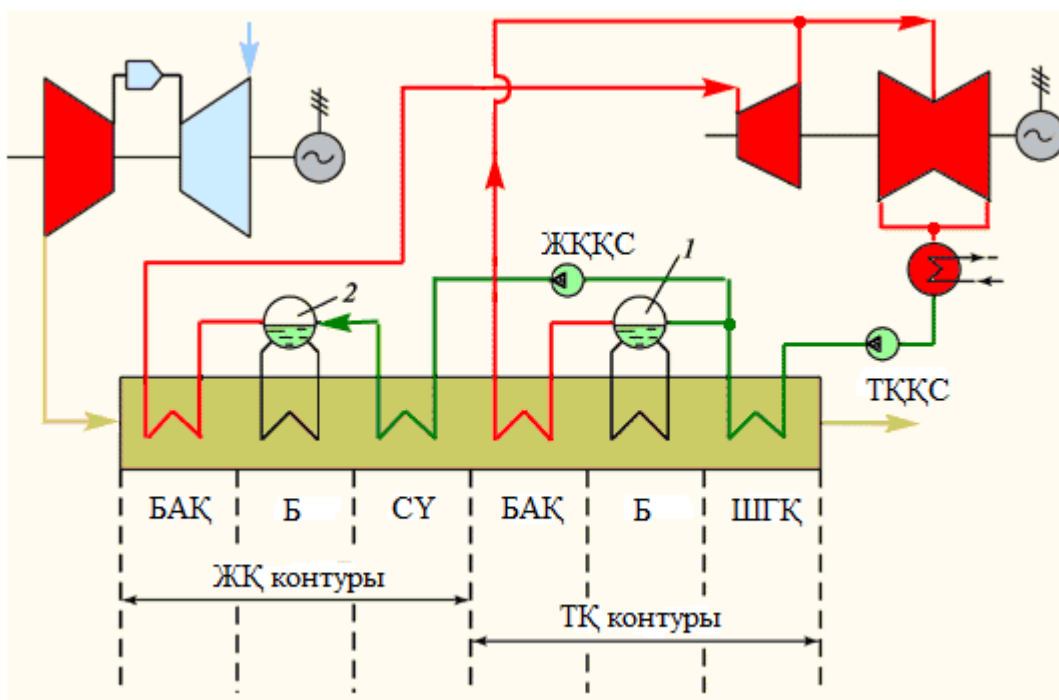 ЖҚҚС
1
2
ТҚҚС
БАҚ Б СҮ БАҚ Б ШГҚ
ЖҚ контуры
ТҚ контуры